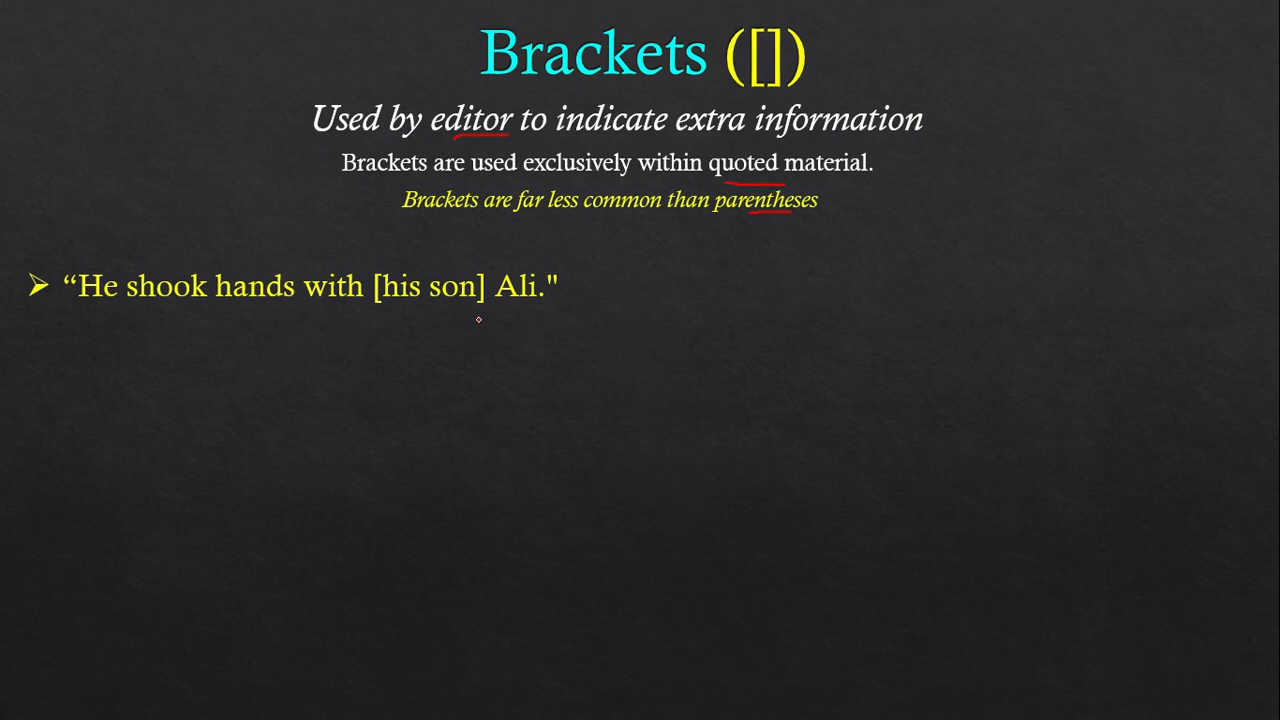 Brackets ([])
Used by editor to indicate extra information
Brackets are used exclusively within quoted material.
Brackets are far less common than parentheses
➢ “He shook hands with [his son] Ali."